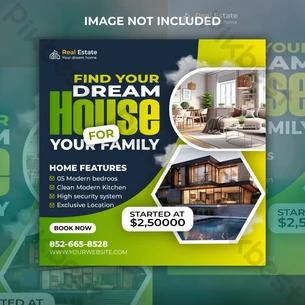 IMAGE NOT INCLUDED
Real Estate
Your dream home
FIND YOUR
DREAM
House
FOR
YOUR FAMILY
HOME FEATURES
05 Modern bedros
Clean Modern Kitchen
High security system
Exclusive Location
BOOK NOW
852-665-8528
WWW.YOURWEBSITE.COM
STARTED AT
$2,50000